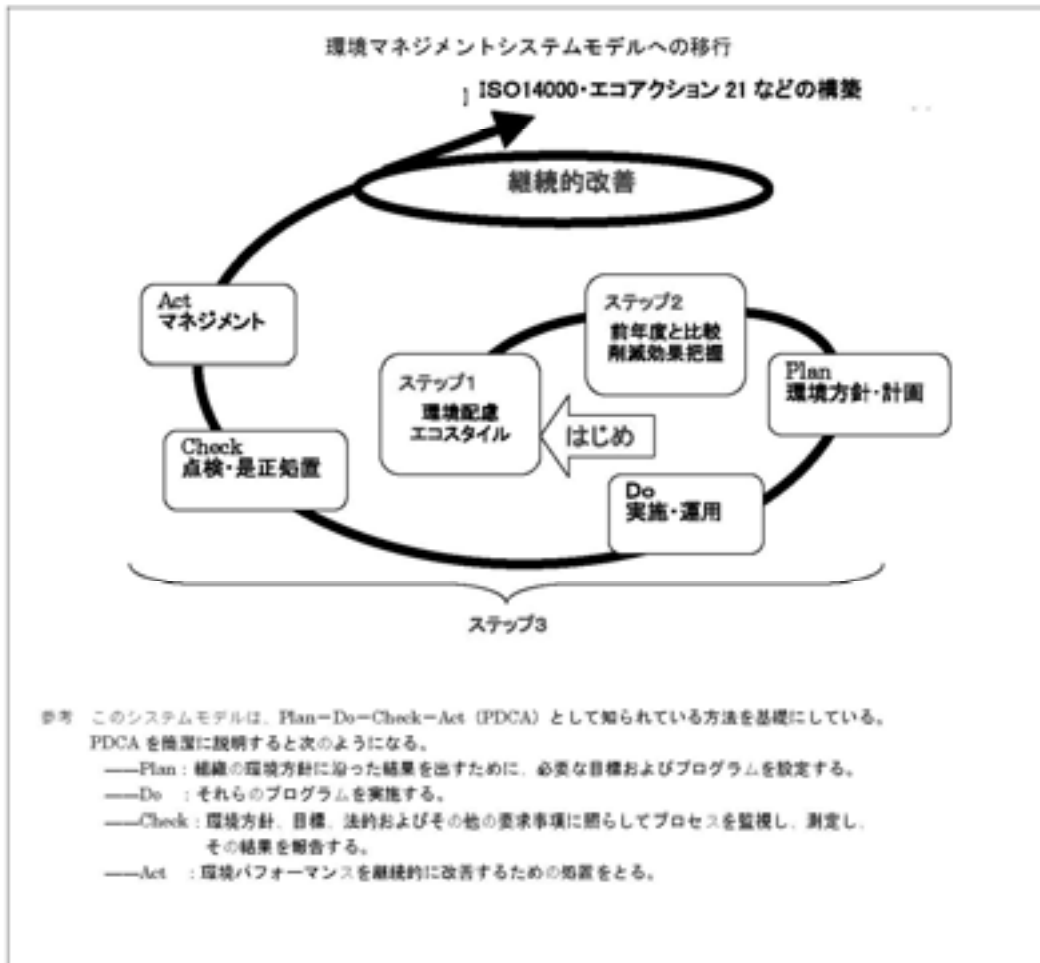 環境マネジメントシステムモデルへの移行
ISO14000・エコアクション 21 などの構築
継続的改善
Act
マネジメント
ステップ2
前年度と比較
削減効果把握
Plan
環境方針・計画
ステップ1
環境配慮
エコスタイル
はじめ
Check
点検・是正処置
Do
実施・運用
ステップ3
参考 このシステムモデルは、Plan－Do－Check－Act（PDCA）として知られている方法を基礎にしている。
PDCA を簡潔に説明すると次のようになる。
――Plan：組織の環境方針に沿った結果を出すために、必要な目標およびプログラムを設定する。
――Do ：それらのプログラムを実施する。
――Check：環境方針、目標、法的およびその他の要求事項に照らしてプロセスを監視し、測定し、
その結果を報告する。
――Act ：環境パフォーマンスを継続的に改善するための処置をとる。